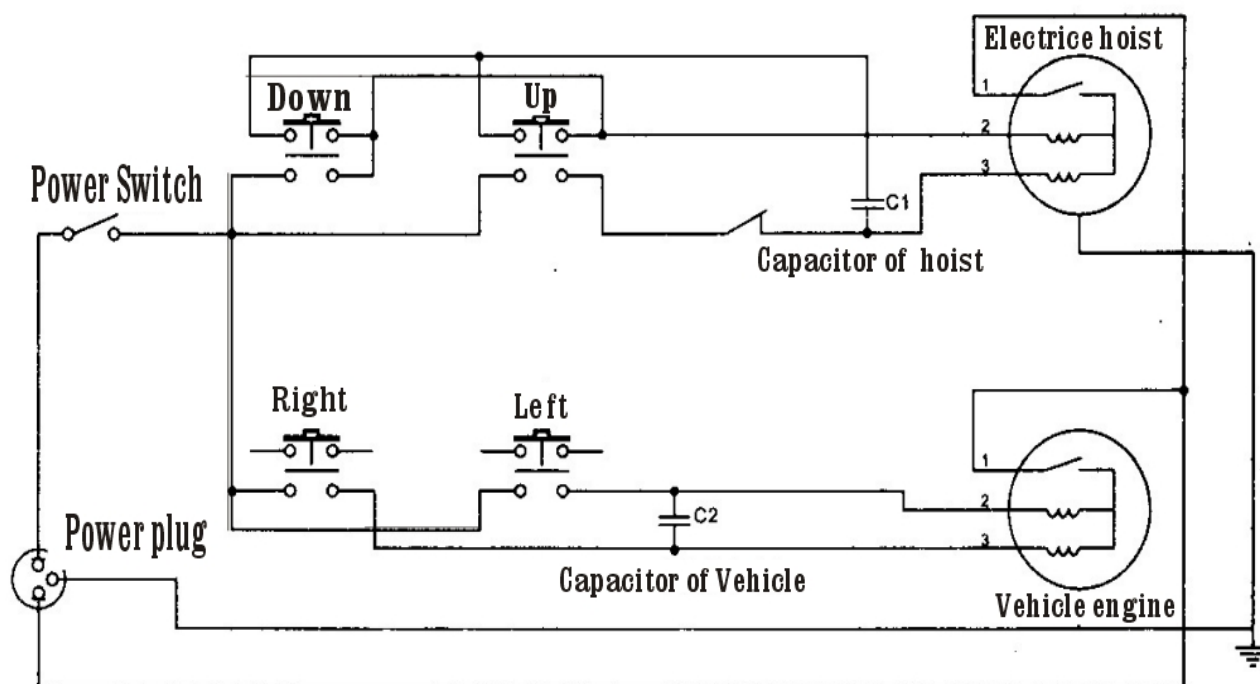 Electrice hoist
1
Down
Up
2
3
Power Switch
C1
Capacitor of hoist
Right
Left
1
2
C2
3
Power plug
Capacitor of Vehicle
Vehicle engine